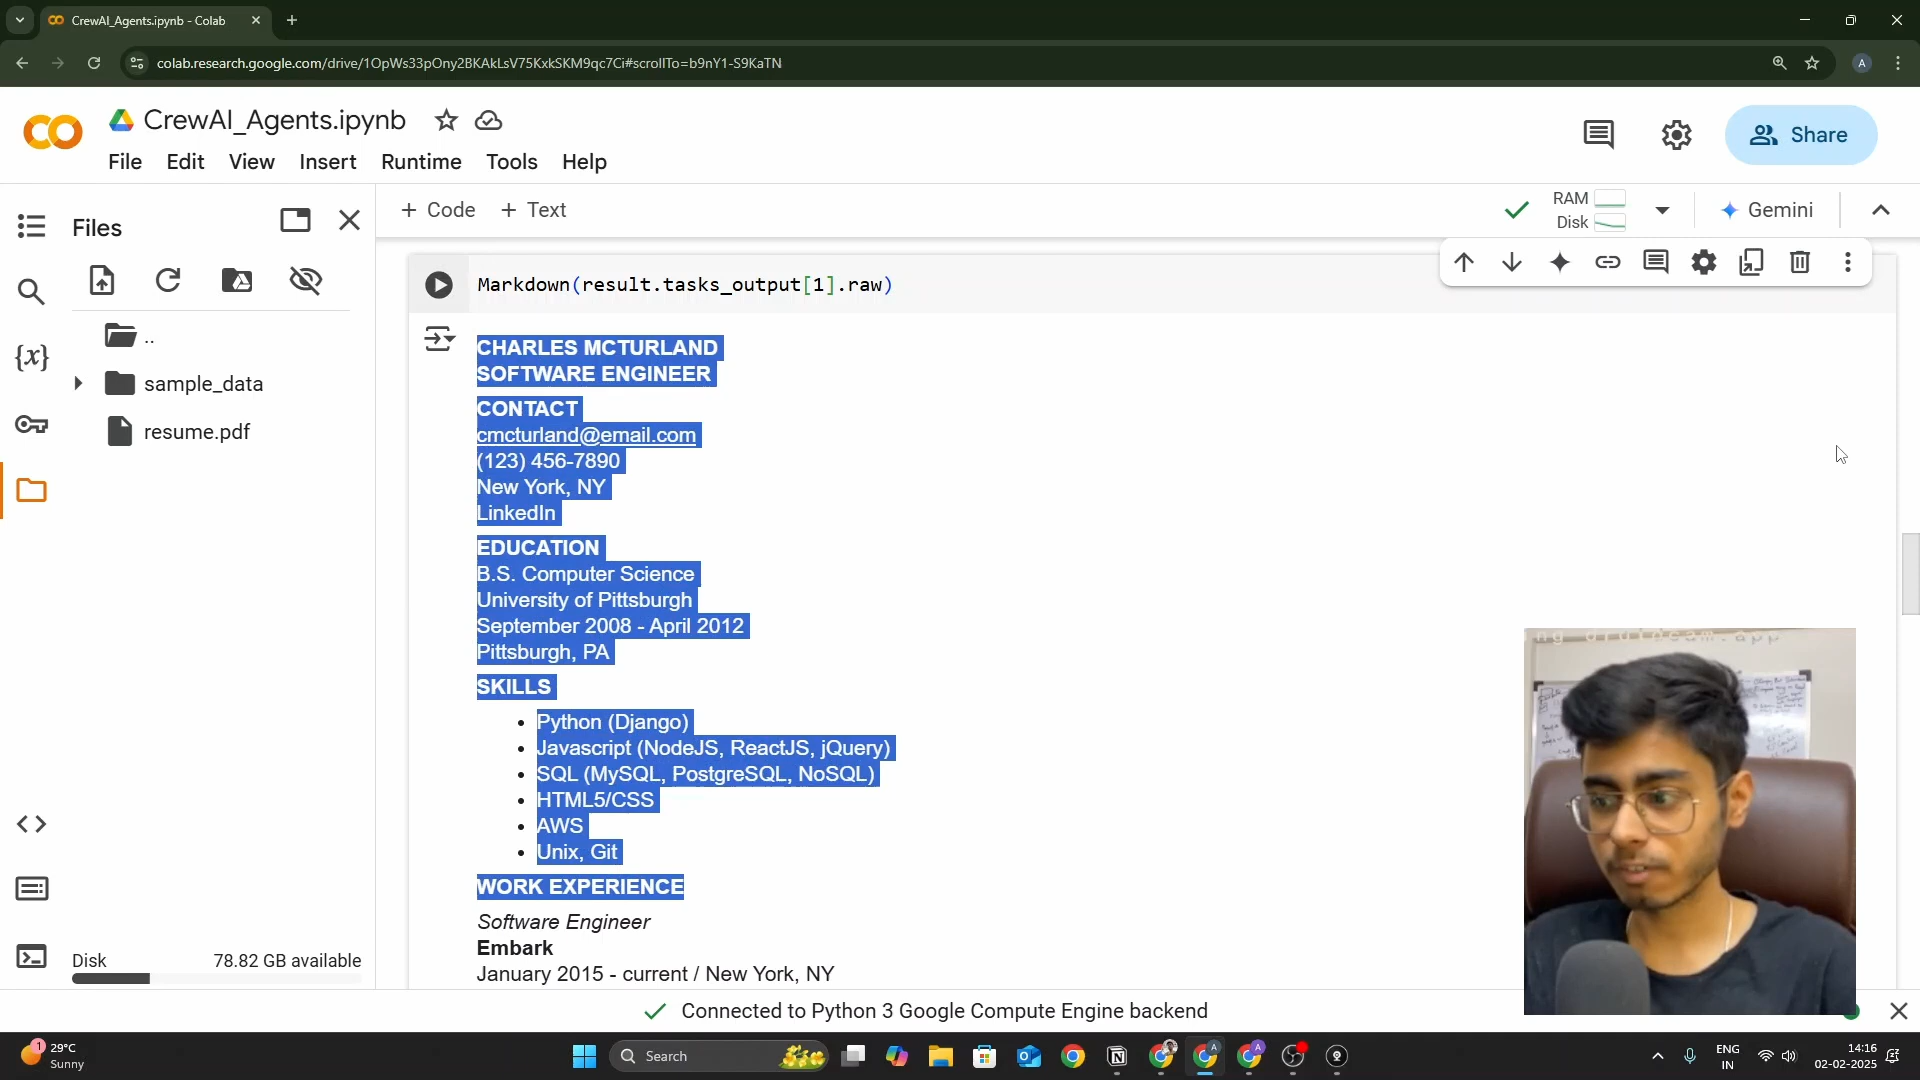 CrewAI_Agents.ipynb - Colab
colab.research.google.com/drive/1OpWs33pOny2BKAkLsV75KxkSKM9qc7Ci#scrollTo=b9nY1-S9KaTN
A
CrewAI_Agents.ipynb
File Edit View Insert Runtime Tools Help
Share
Files
+ Code + Text
RAM
Disk
Gemini
..
sample_data
resume.pdf
{x}
Markdown(result.tasks_output[1].raw)
CHARLES MCTURLAND
SOFTWARE ENGINEER
CONTACT
cmcturland@email.com
(123) 456-7890
New York, NY
LinkedIn
EDUCATION
B.S. Computer Science
University of Pittsburgh
September 2008 - April 2012
Pittsburgh, PA
SKILLS
• Python (Django)
• Javascript (NodeJS, ReactJS, jQuery)
• SQL (MySQL, PostgreSQL, NoSQL)
• HTML5/CSS
• AWS
• Unix, Git
WORK EXPERIENCE
Software Engineer
Embark
January 2015 - current / New York, NY
Disk 78.82 GB available
Connected to Python 3 Google Compute Engine backend
1
29°C
Sunny
Search
ENG
IN
14:16
02-02-2025